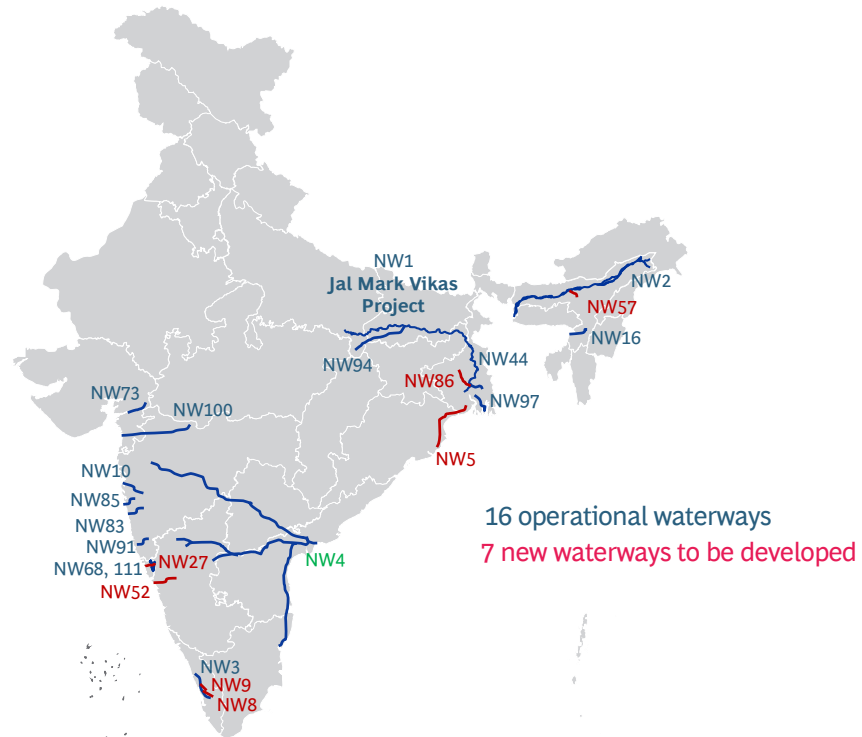 NW1
Jal Mark Vikas
Project
NW2
NW57
NW16
NW94
NW44
NW86
NW97
NW73
NW100
NW5
NW10
NW85
NW83
NW91
NW27
NW68, 111
NW52
NW4
16 operational waterways
7 new waterways to be developed
NW3
NW9
NW8